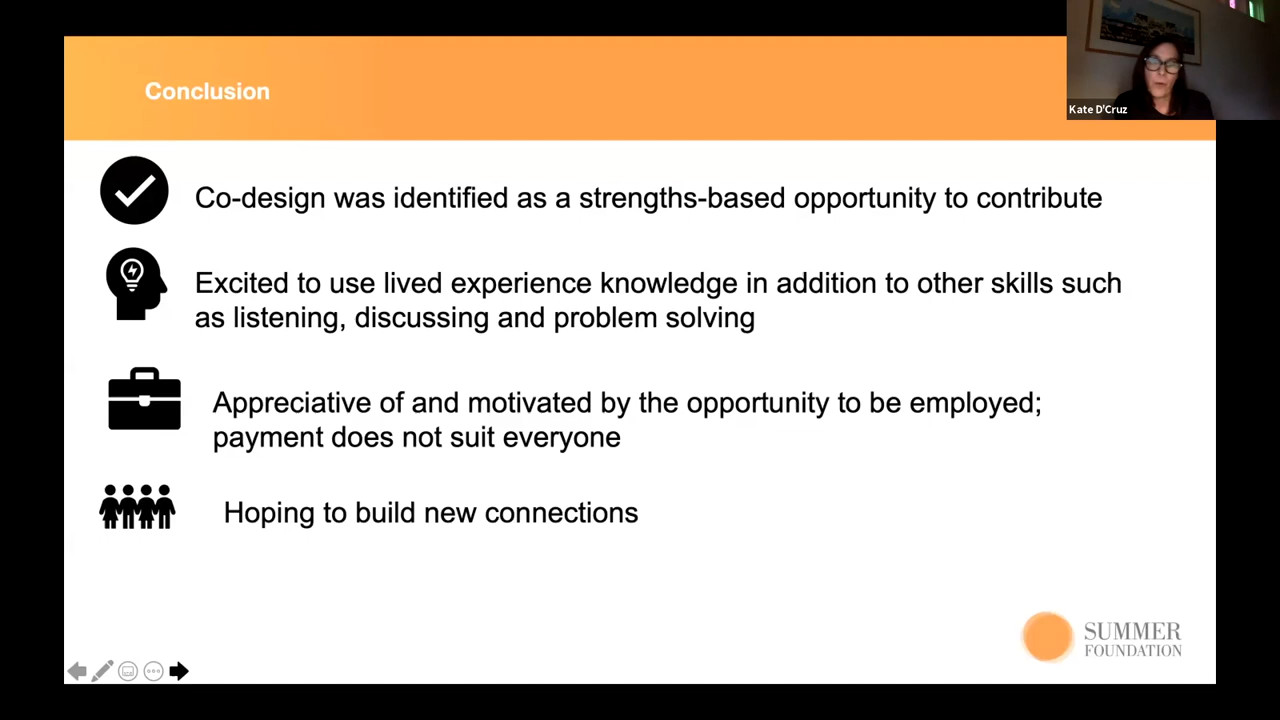 Conclusion
Kate D'Cruz
Co-design was identified as a strengths-based opportunity to contribute
Excited to use lived experience knowledge in addition to other skills such
as listening, discussing and problem solving
Appreciative of and motivated by the opportunity to be employed;
payment does not suit everyone
Hoping to build new connections
SUMMER
FOUNDATION